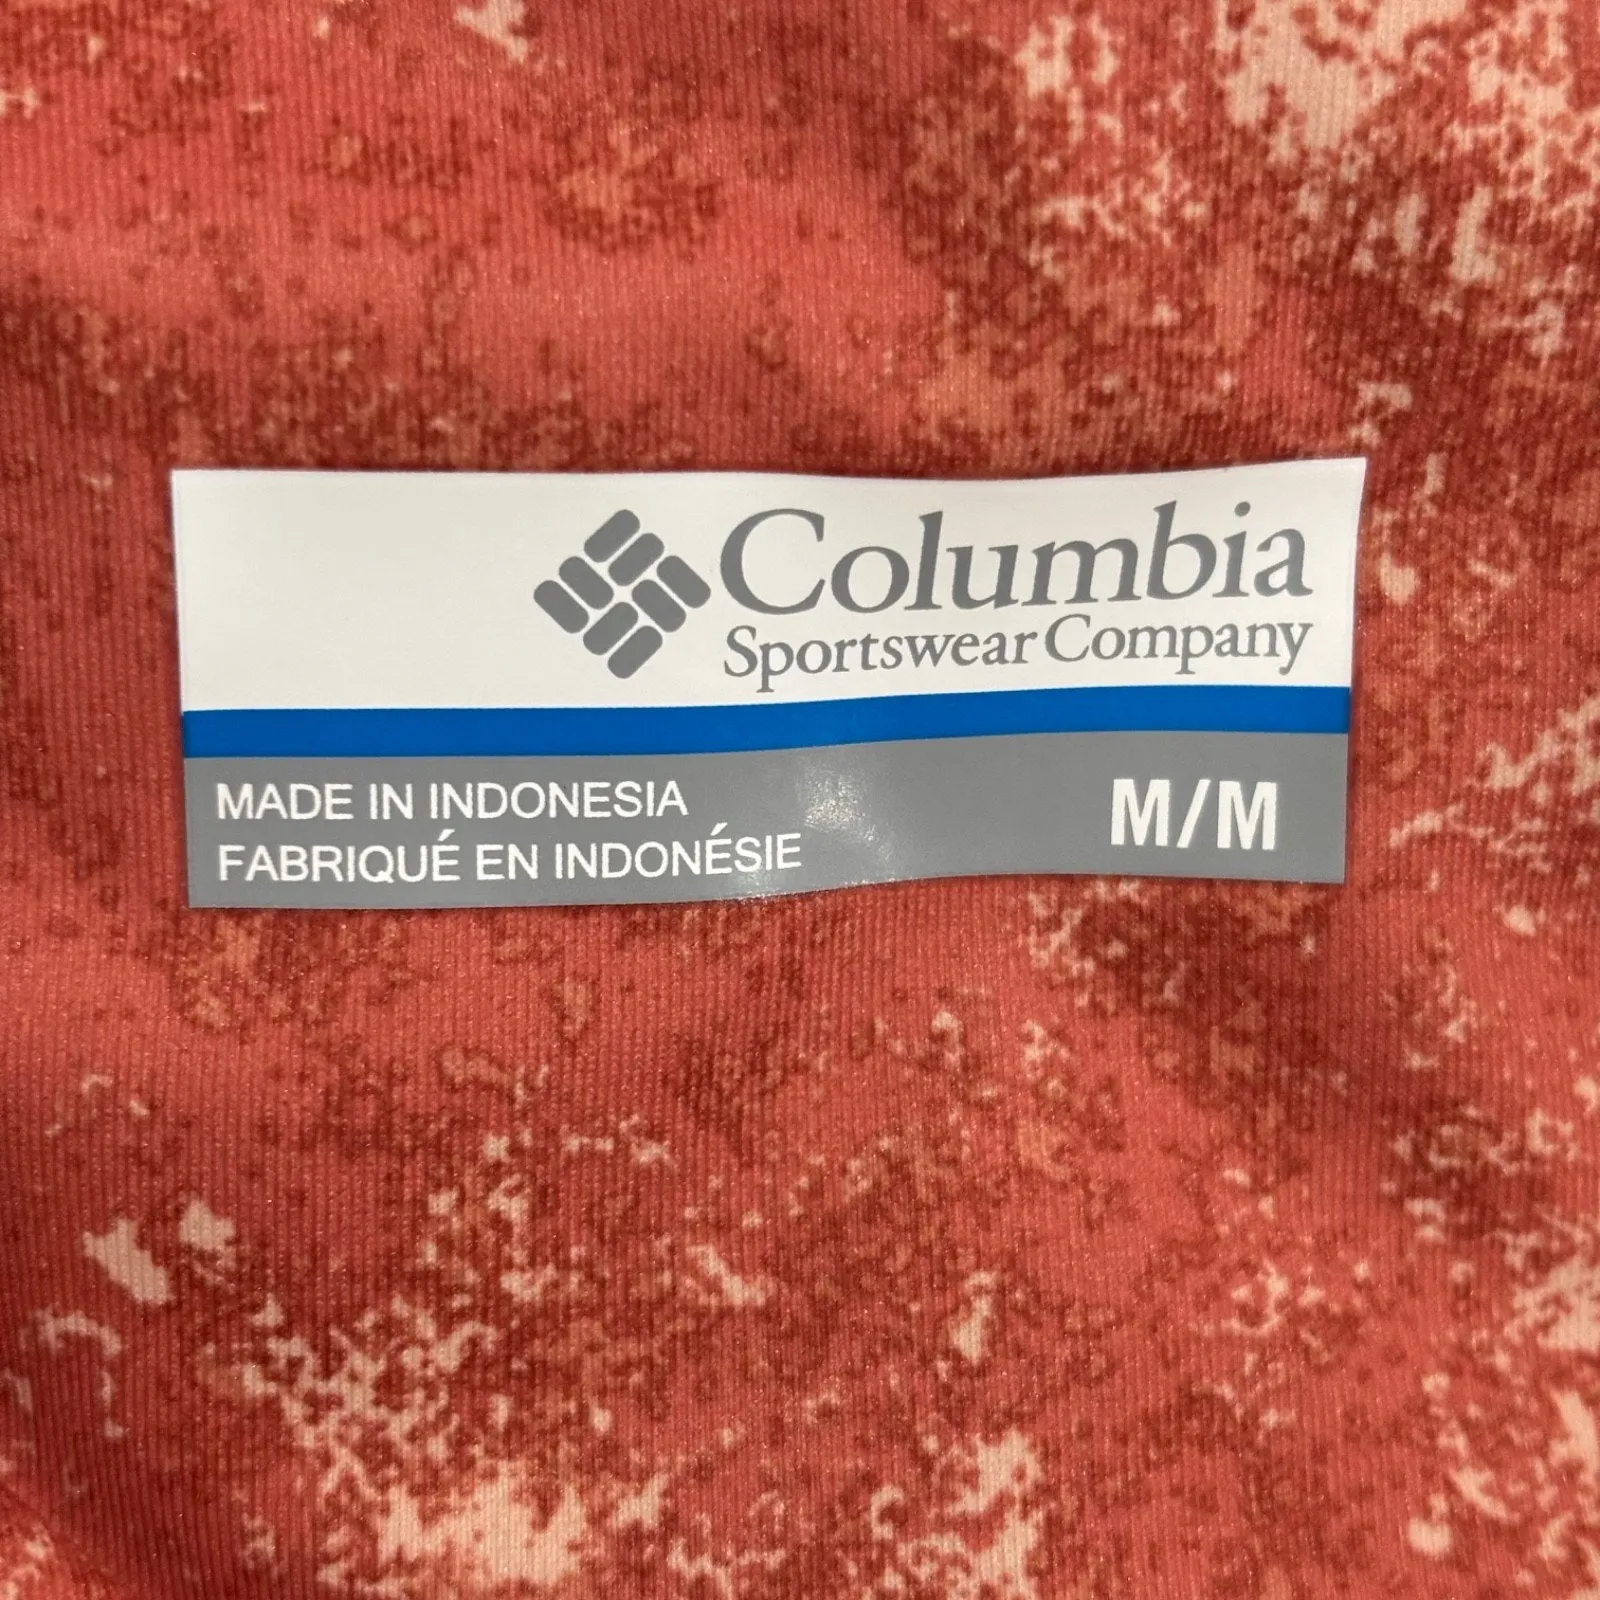 Columbia
Sportswear Company
MADE IN INDONESIA
FABRIQUÉ EN INDONÉSIE
M/M